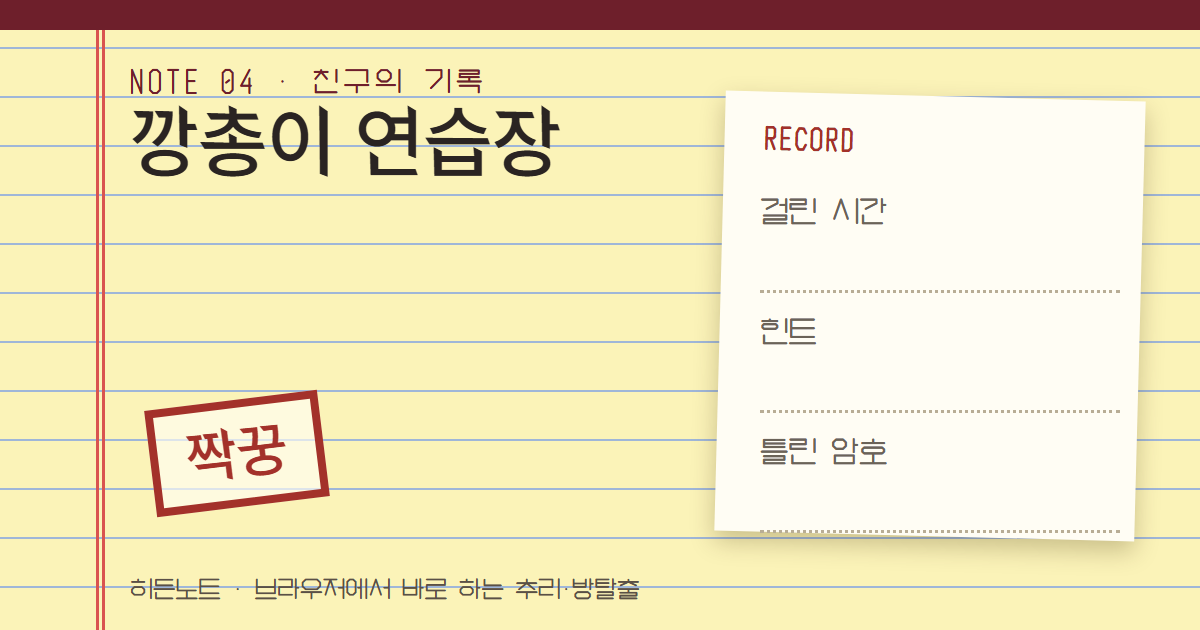 NOTE 04 · 친구의 기록
깡총이 연습장
RECORD
걸린 시간
힌트
틀린 암호
짝꿍
히든노트 · 브라우저에서 바로 하는 추리·방탈출